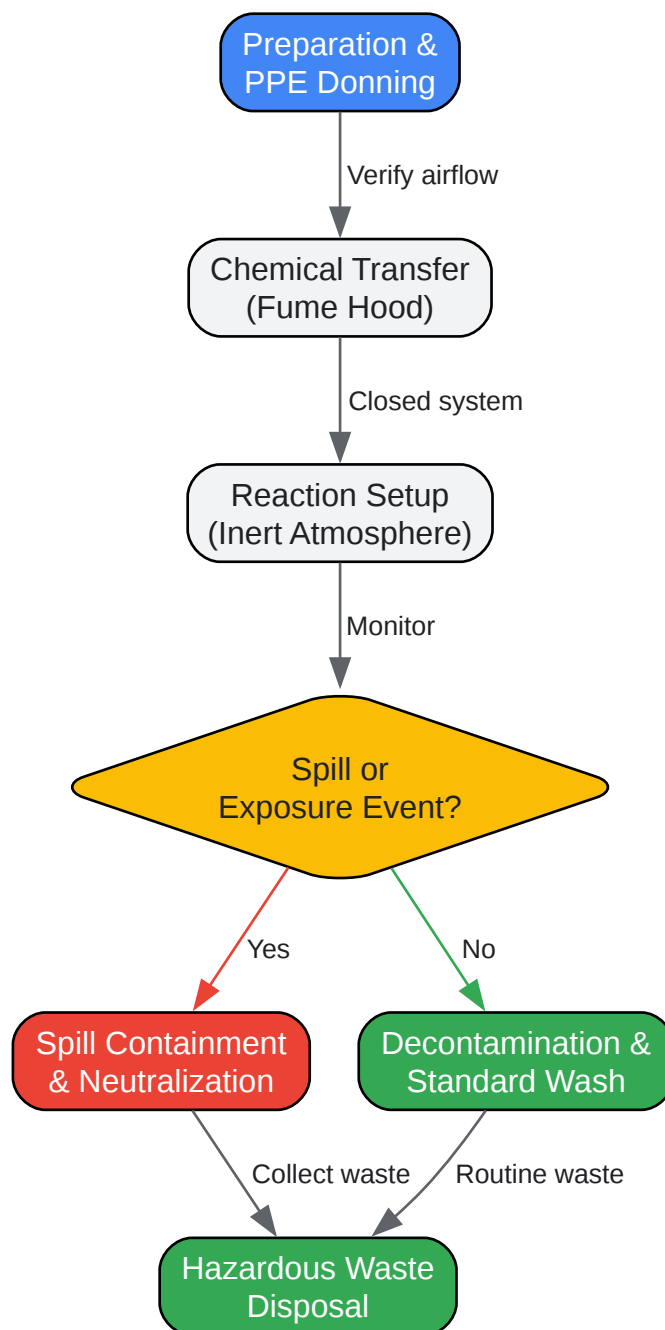 Preparation &
PPE Donning
Verify airflow
Chemical Transfer
(Fume Hood)
Closed system
Reaction Setup
(Inert Atmosphere)
Monitor
Spill or
Exposure Event?
Yes
No
Spill Containment
& Neutralization
Decontamination &
Standard Wash
Collect waste
Routine waste
Hazardous Waste
Disposal